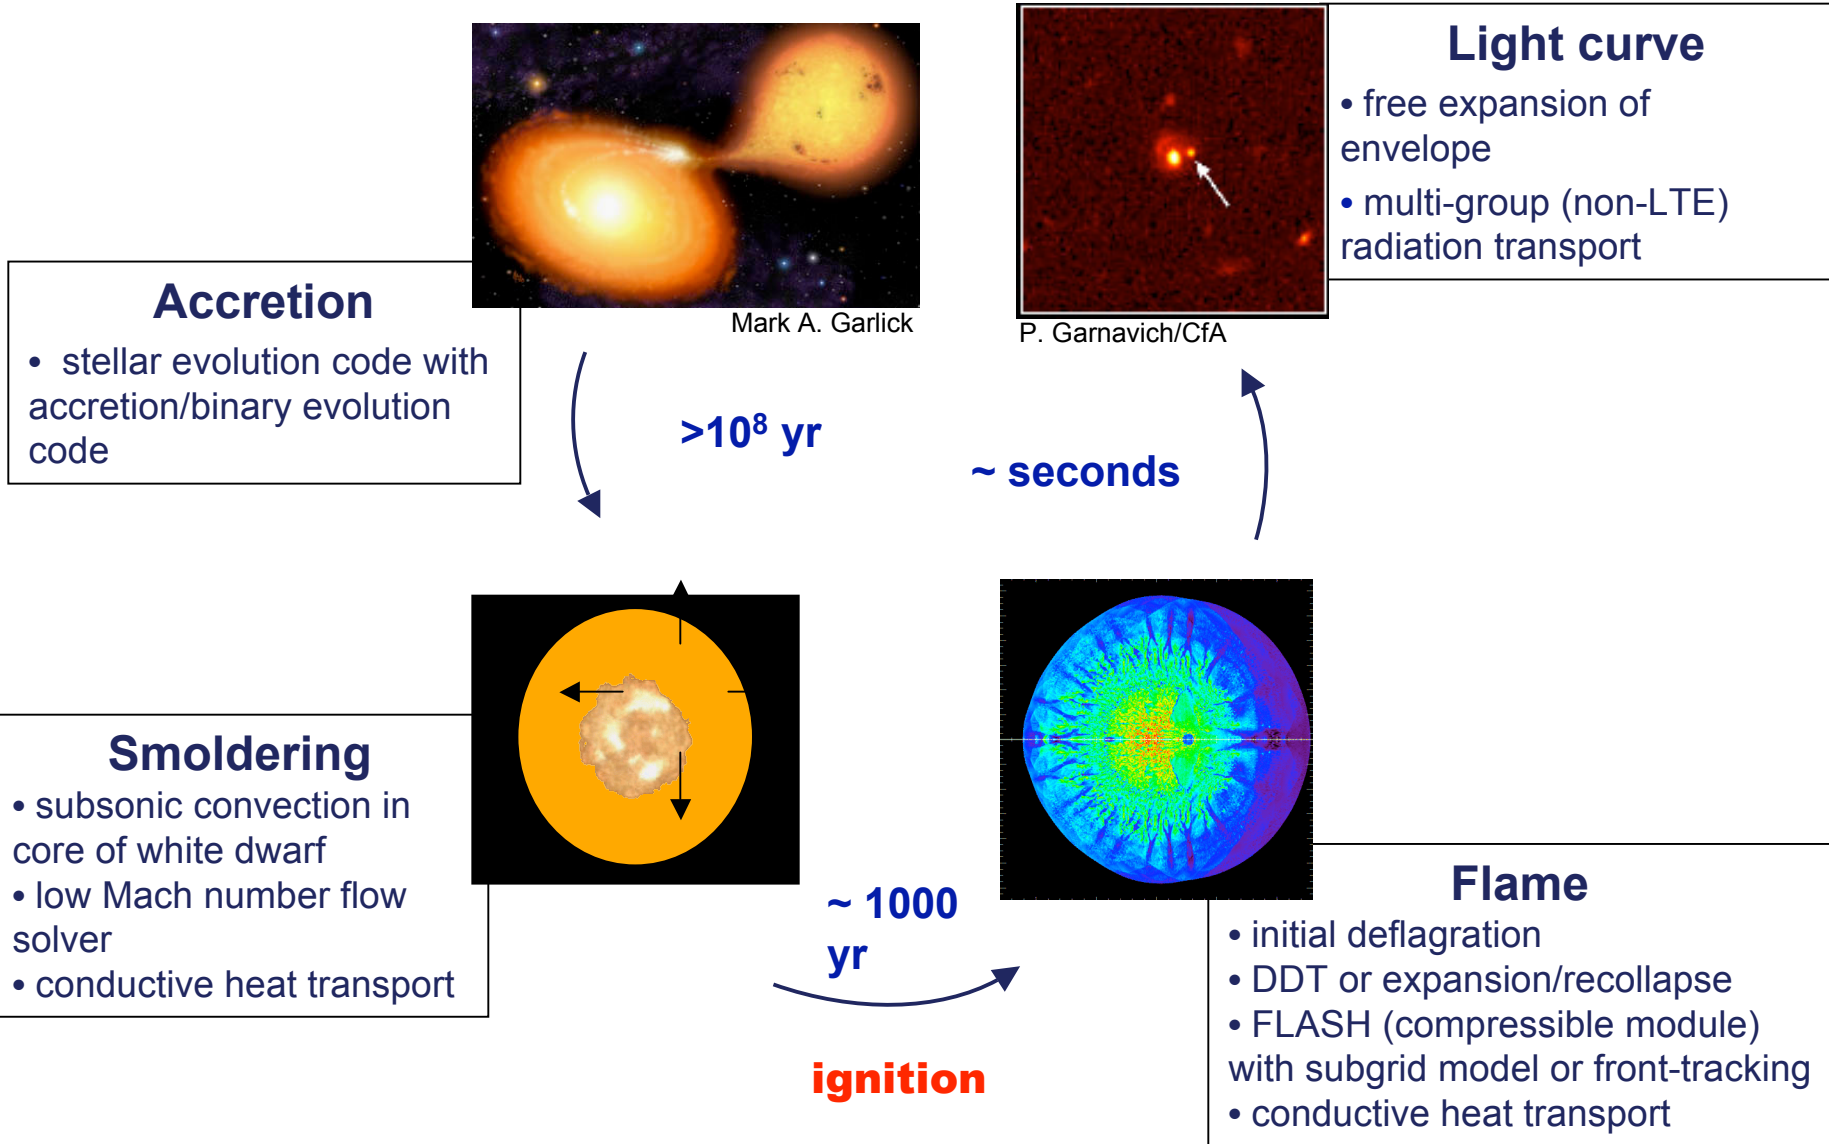 Accretion
• stellar evolution code with
accretion/binary evolution
code
Mark A. Garlick
>10⁸ yr
Smoldering
• subsonic convection in
core of white dwarf
• low Mach number flow
solver
• conductive heat transport
~ 1000
yr
ignition
Flame
• initial deflagration
• DDT or expansion/recollapse
• FLASH (compressible module)
with subgrid model or front-tracking
• conductive heat transport
~ seconds
P. Garnavich/CfA
Light curve
• free expansion of
envelope
• multi-group (non-LTE)
radiation transport